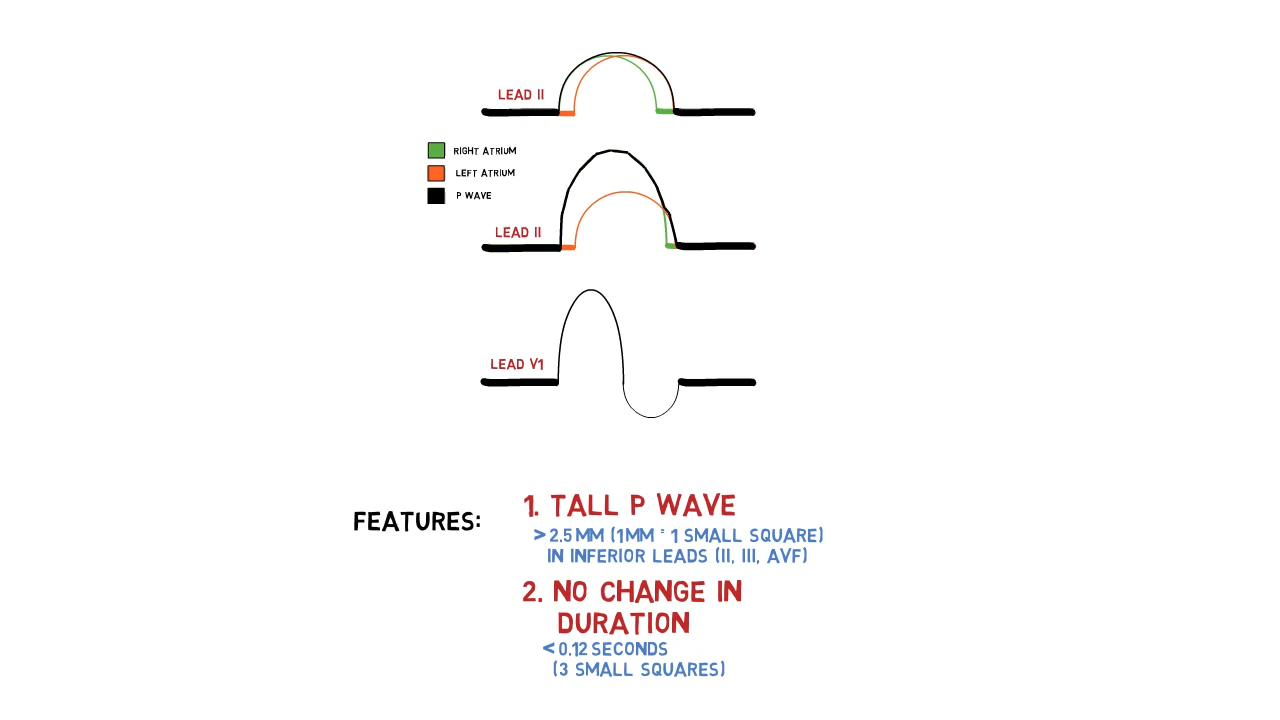 LEAD II
RIGHT ATRIUM
LEFT ATRIUM
P WAVE
LEAD II
LEAD V1
FEATURES:
1. TALL P WAVE
> 2.5 MM (1 MM = 1 SMALL SQUARE)
IN INFERIOR LEADS (II, III, AVF)
2. NO CHANGE IN
DURATION
< 0.12 SECONDS
(3 SMALL SQUARES)